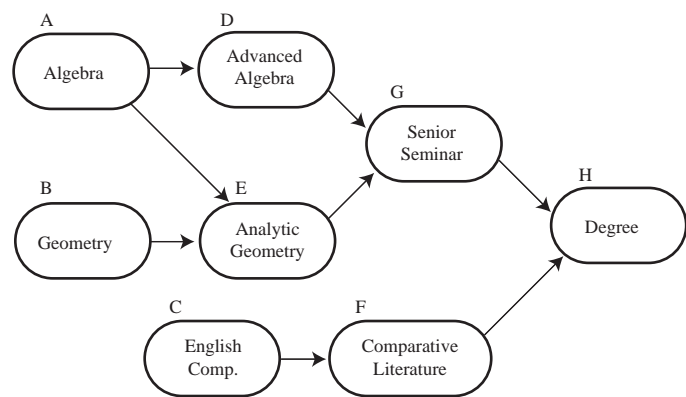 A
Algebra
D
Advanced
Algebra
G
Senior
Seminar
B
Geometry
E
Analytic
Geometry
H
Degree
C
English
Comp.
F
Comparative
Literature